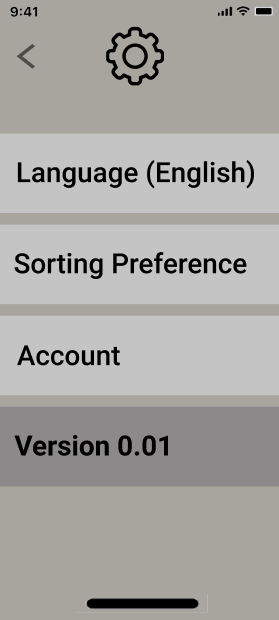 9:41
Language (English)
Sorting Preference
Account
Version 0.01